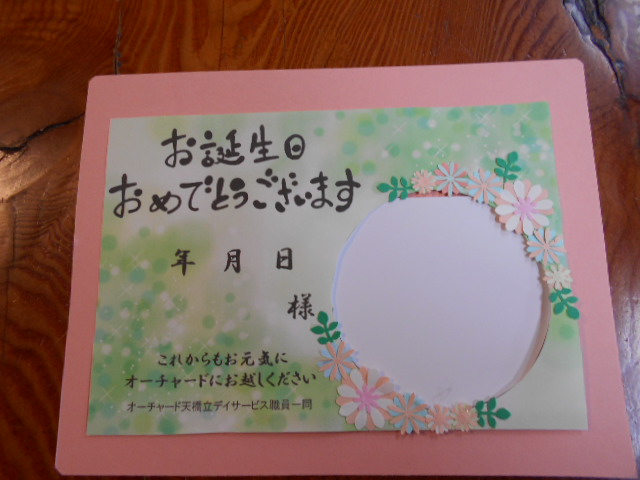 お誕生日
おめでとうございます
年 月 日
様
これからもお元気に
オーチャードにお越しください
オーチャード天橋立デイサービス職員一同